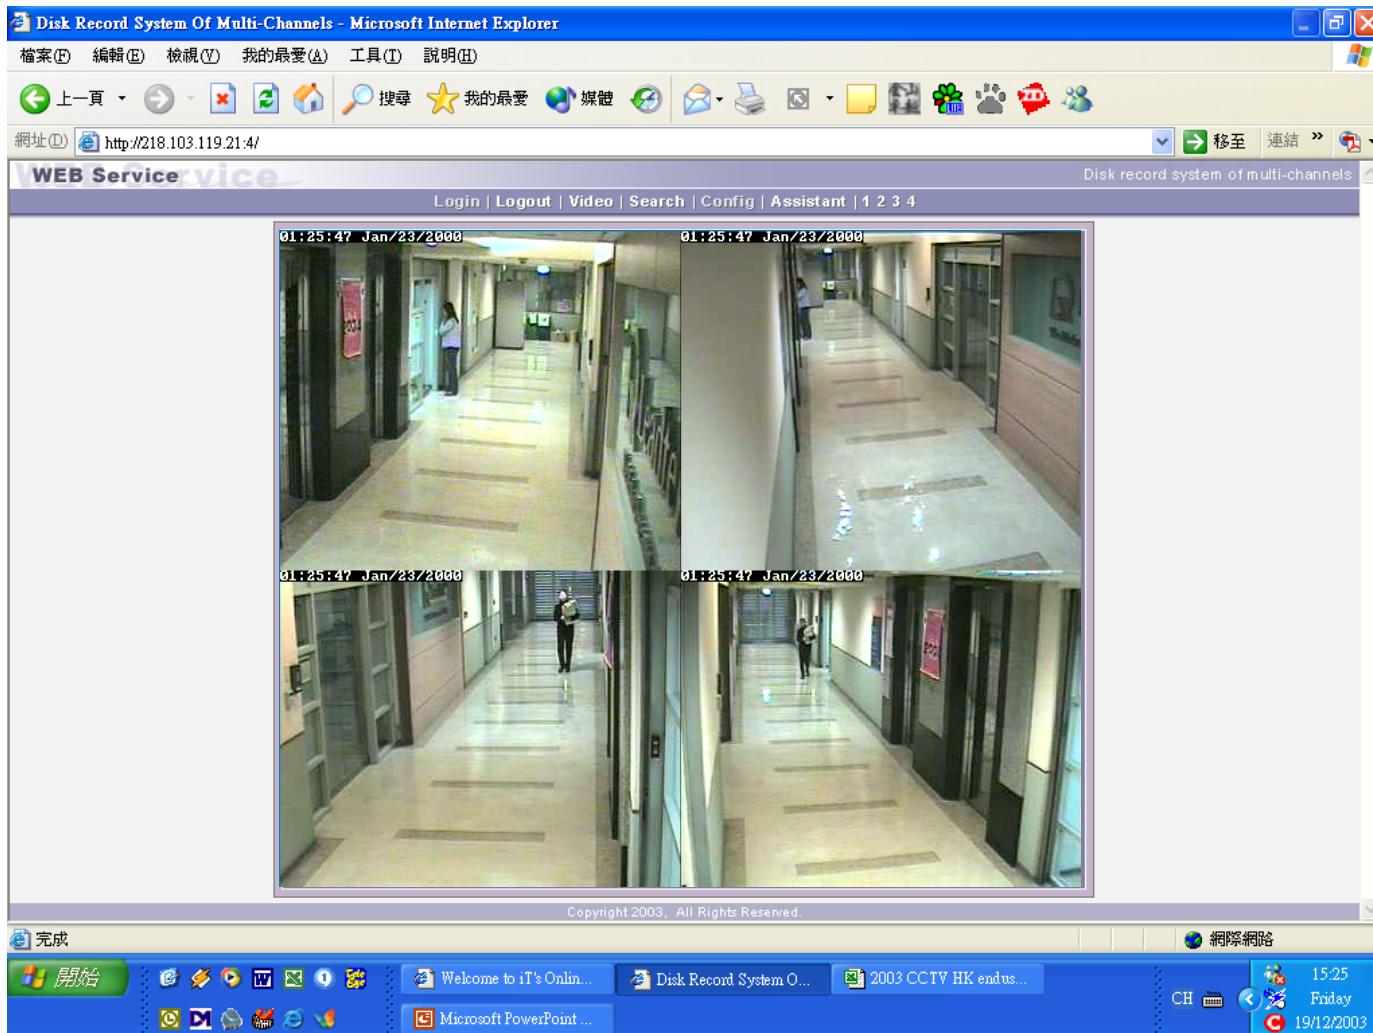 Disk Record System Of Multi-Channels - Microsoft Internet Explorer
檔案(F) 編輯(E) 檢視(V) 我的最愛(A) 工具(T) 說明(H)
上一頁 搜尋 我的最愛 媒體
網址(D) http://218.103.119.21:4/ 移至 連結 »
WEB Service Disk record system of multi-channels
Login | Logout | Video | Search | Config | Assistant | 1 2 3 4
01:25:47 Jan/23/2000 01:25:47 Jan/23/2000
2004
01:25:47 Jan/23/2000 01:25:47 Jan/23/2000
Copyright 2003, All Rights Reserved.
完成 網際網路
開始 Welcome to iT's Onlin... Disk Record System O... 2003 CCTV HK endus... 15:25
CH Friday
Microsoft PowerPoint ... 19/12/2003